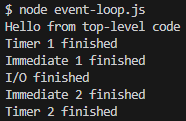 $ node event-loop.js
Hello from top-level code
Timer 1 finished
Immediate 1 finished
I/O finished
Immediate 2 finished
Timer 2 finished